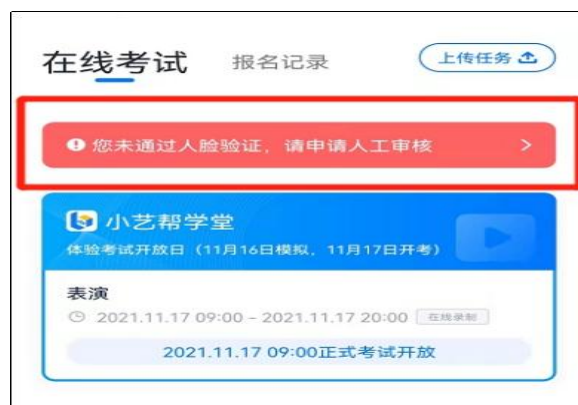 在线考试 报名记录 上传任务
您未通过人脸验证，请申请人工审核
小艺帮学堂
体验考试开放日（11月16日模拟，11月17日开考）
表演
2021.11.17 09:00 - 2021.11.17 20:00 在线录制
2021.11.17 09:00正式考试开放